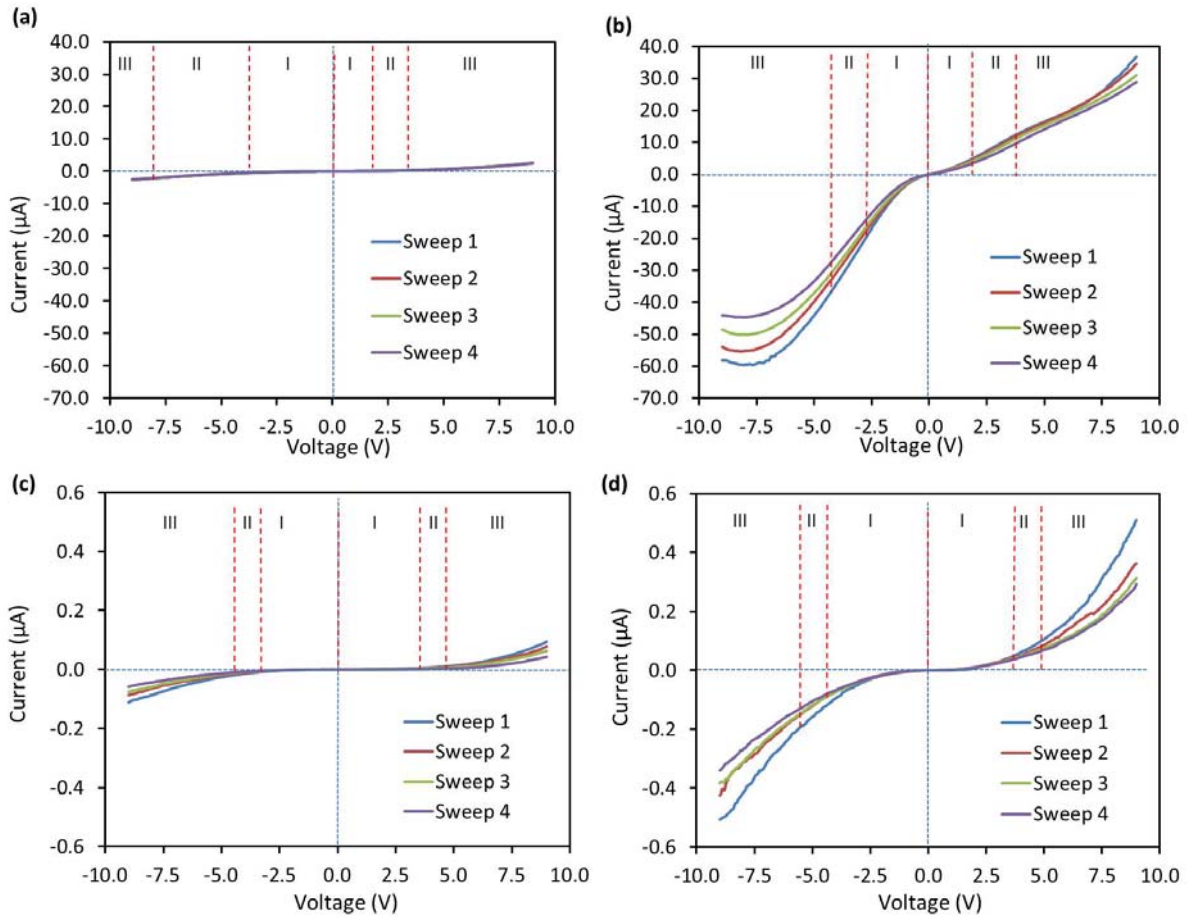 (a)
40.0
30.0
20.0
10.0
0.0
-10.0
-20.0
-30.0
-40.0
-50.0
-60.0
-70.0
Current (µA)
III II I I II III
Sweep 1
Sweep 2
Sweep 3
Sweep 4
-10.0 -7.5 -5.0 -2.5 0.0 2.5 5.0 7.5 10.0
Voltage (V)
(b)
40.0
30.0
20.0
10.0
0.0
-10.0
-20.0
-30.0
-40.0
-50.0
-60.0
-70.0
Current (µA)
III II I I II III
Sweep 1
Sweep 2
Sweep 3
Sweep 4
-10.0 -7.5 -5.0 -2.5 0.0 2.5 5.0 7.5 10.0
Voltage (V)
(c)
0.6
0.4
0.2
0.0
-0.2
-0.4
-0.6
Current (µA)
III II I I II III
Sweep 1
Sweep 2
Sweep 3
Sweep 4
-10.0 -7.5 -5.0 -2.5 0.0 2.5 5.0 7.5 10.0
Voltage (V)
(d)
0.6
0.4
0.2
0.0
-0.2
-0.4
-0.6
Current (µA)
III II I I II III
Sweep 1
Sweep 2
Sweep 3
Sweep 4
-10.0 -7.5 -5.0 -2.5 0.0 2.5 5.0 7.5 10.0
Voltage (V)